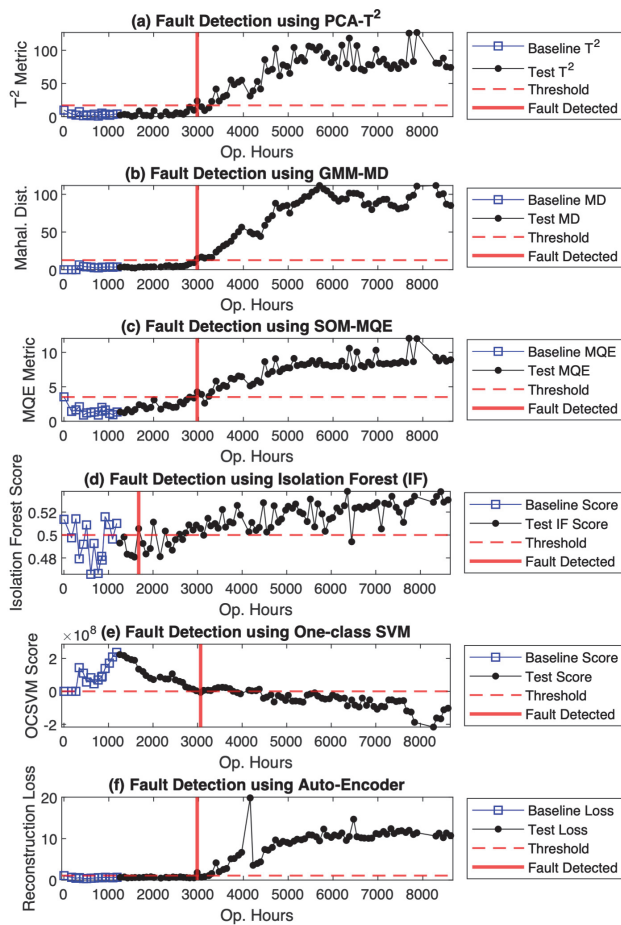 (a) Fault Detection using PCA-T²
T² Metric
100
50
0
0 1000 2000 3000 4000 5000 6000 7000 8000
Op. Hours
Baseline T²
Test T²
Threshold
Fault Detected
(b) Fault Detection using GMM-MD
Mahal. Dist.
100
50
0
0 1000 2000 3000 4000 5000 6000 7000 8000
Op. Hours
Baseline MD
Test MD
Threshold
Fault Detected
(c) Fault Detection using SOM-MQE
MQE Metric
10
5
0
0 1000 2000 3000 4000 5000 6000 7000 8000
Op. Hours
Baseline MQE
Test MQE
Threshold
Fault Detected
(d) Fault Detection using Isolation Forest (IF)
Isolation Forest Score
0.52
0.5
0.48
0 1000 2000 3000 4000 5000 6000 7000 8000
Op. Hours
Baseline Score
Test IF Score
Threshold
Fault Detected
×10⁸ (e) Fault Detection using One-class SVM
OCSVM Score
2
0
-2
0 1000 2000 3000 4000 5000 6000 7000 8000
Op. Hours
Baseline Score
Test Score
Threshold
Fault Detected
(f) Fault Detection using Auto-Encoder
Reconstruction Loss
20
10
0
0 1000 2000 3000 4000 5000 6000 7000 8000
Op. Hours
Baseline Loss
Test Loss
Threshold
Fault Detected